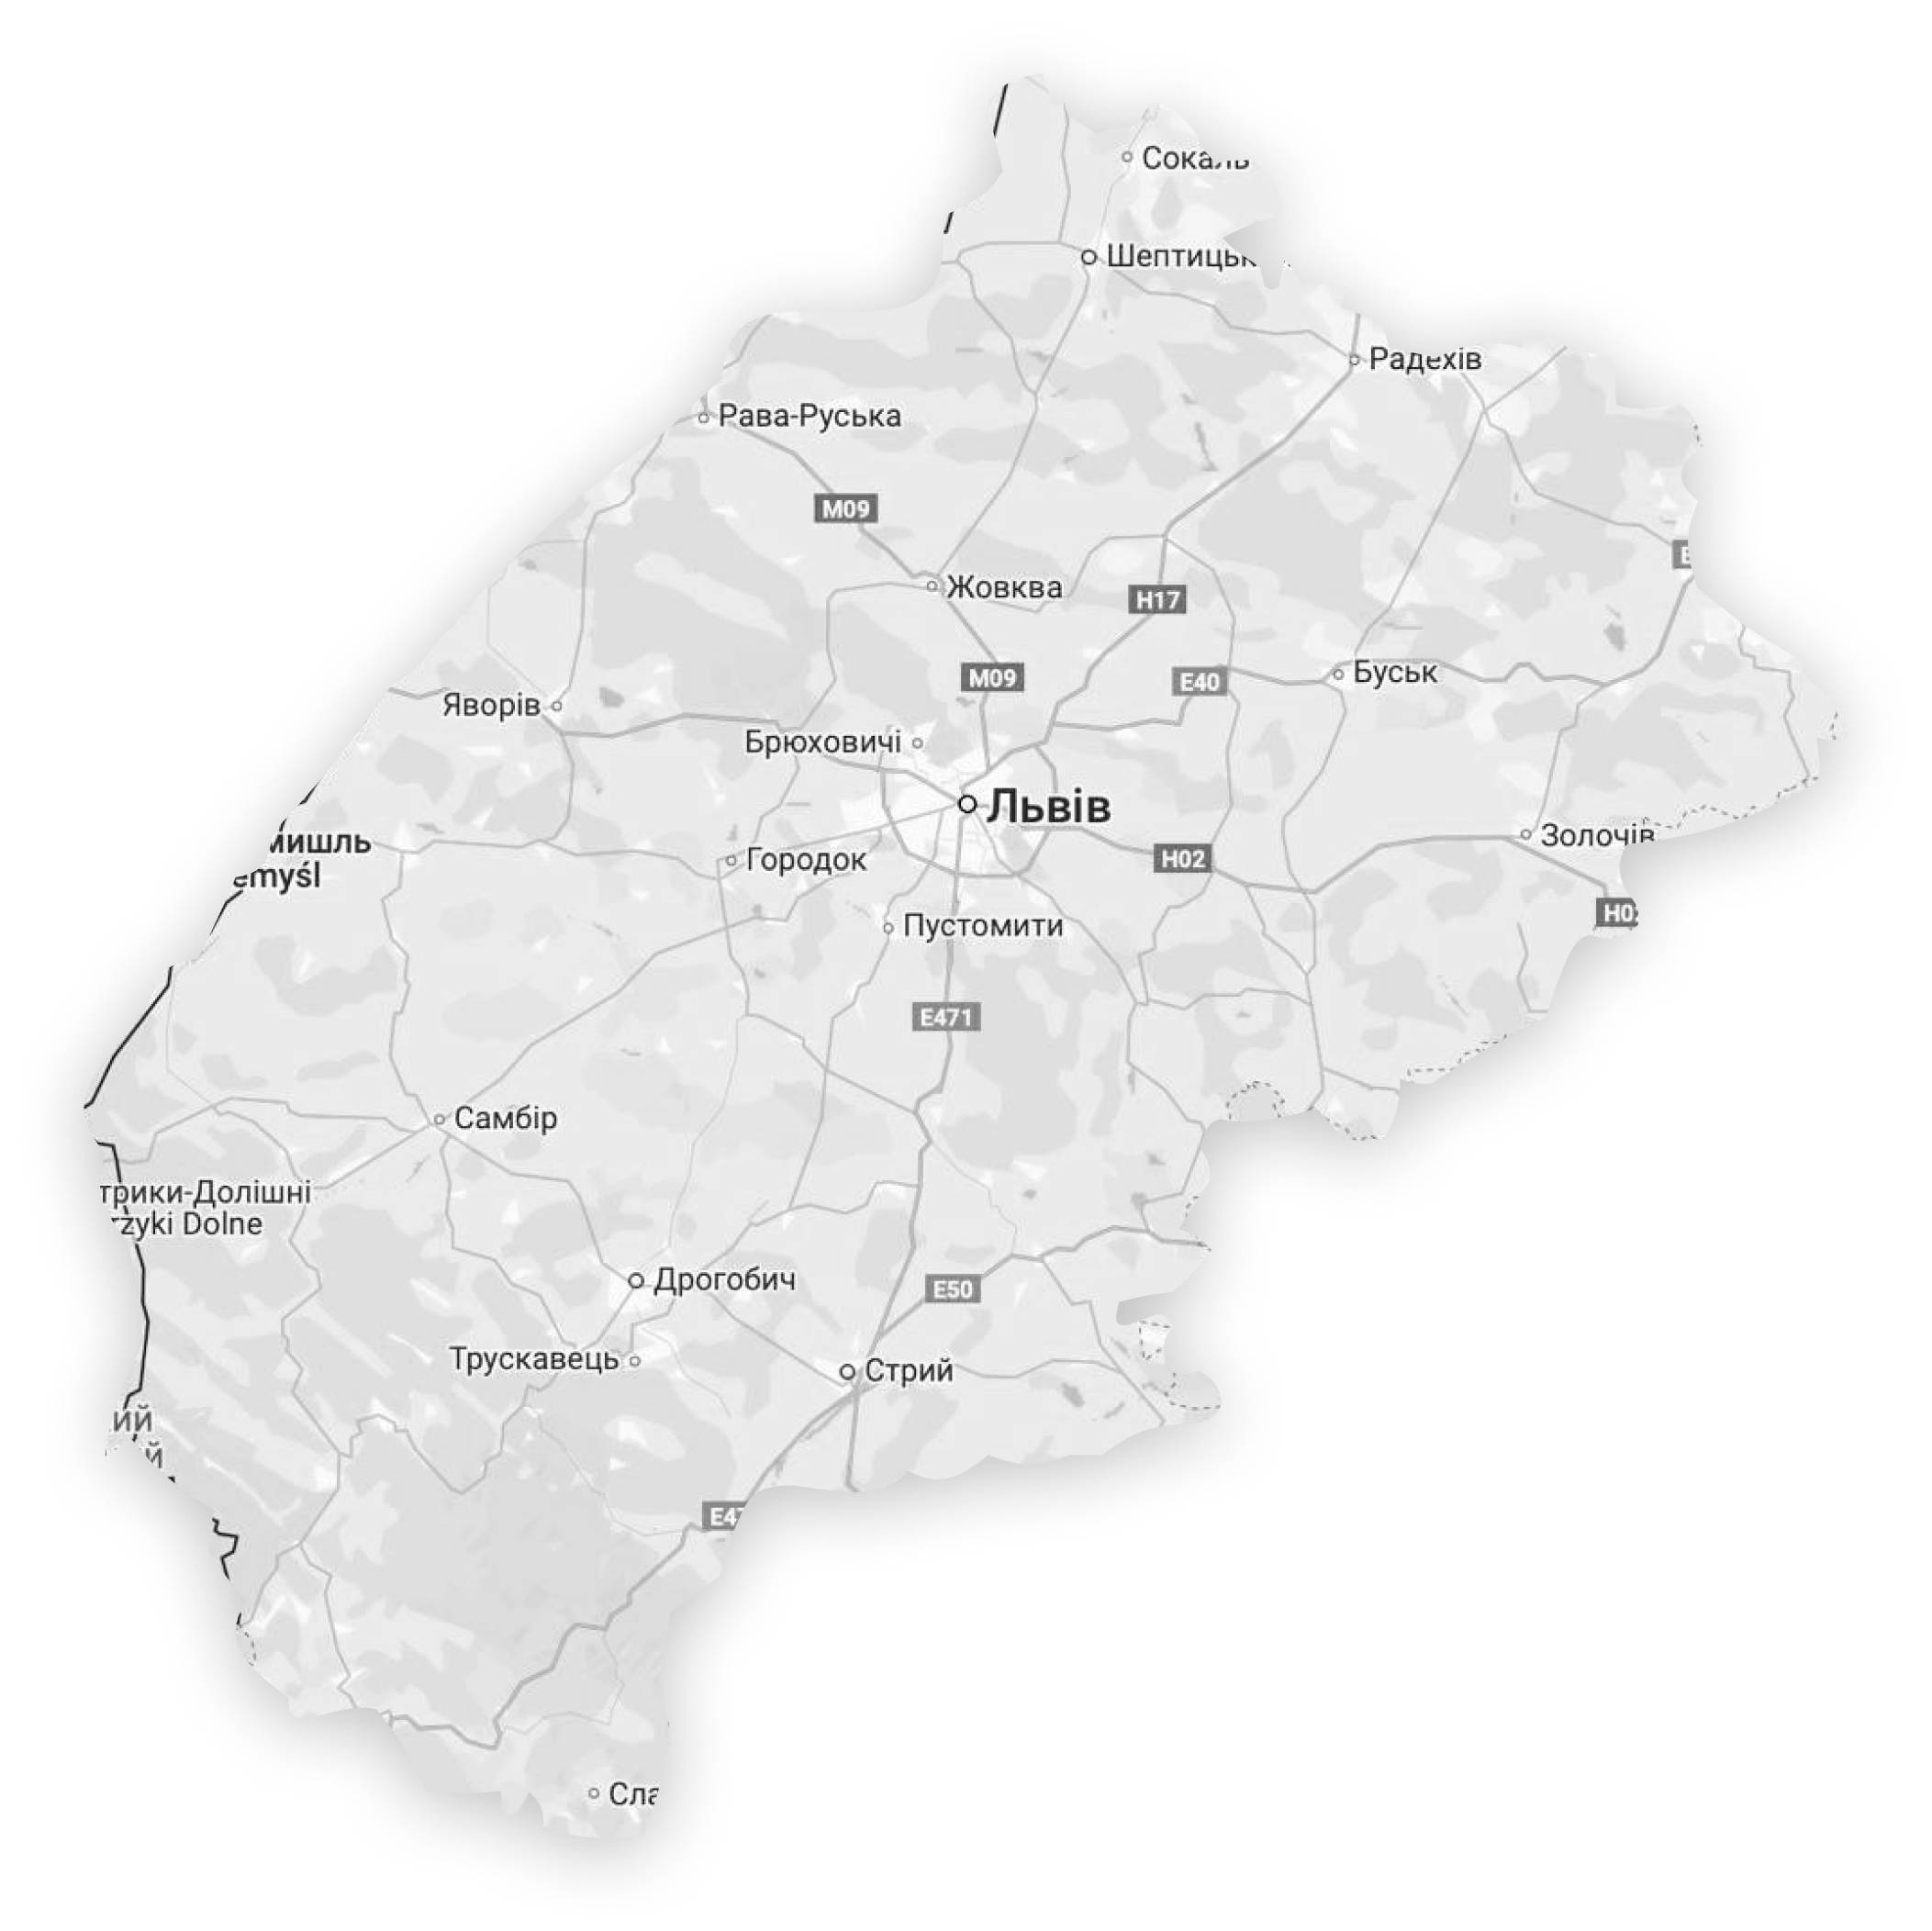 Сокаль
Шептицьк
Радехів
Рава-Руська
M09
Жовква
H17
M09
E40
Буськ
Яворів
Брюховичі
Львів
мишль
emyśl
Городок
H02
Золочів
H0
Пустомити
E471
Самбір
трики-Долішні
rzyki Dolne
Дрогобич
E50
Трускавець
Стрий
ий
й
E47
Сла